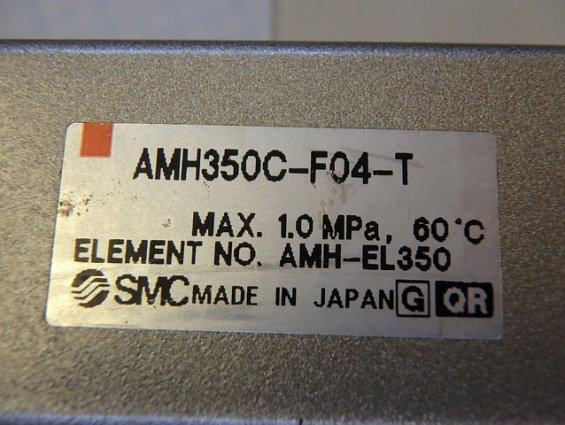 AMH350C-F04-T
MAX. 1.0 MPa, 60°C
ELEMENT NO. AMH-EL350
SMC MADE IN JAPAN G QR